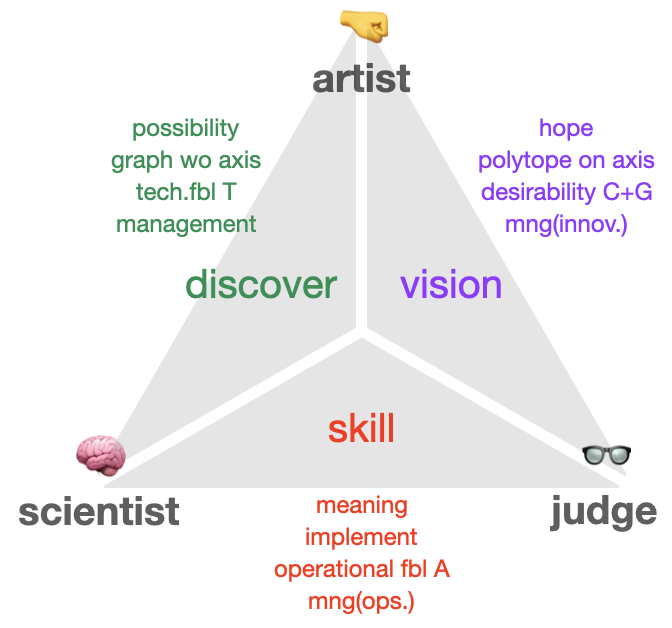 artist
possibility
graph wo axis
tech.fbl T
management
hope
polytope on axis
desirability C+G
mng(innov.)
discover
vision
skill
scientist
judge
meaning
implement
operational fbl A
mng(ops.)